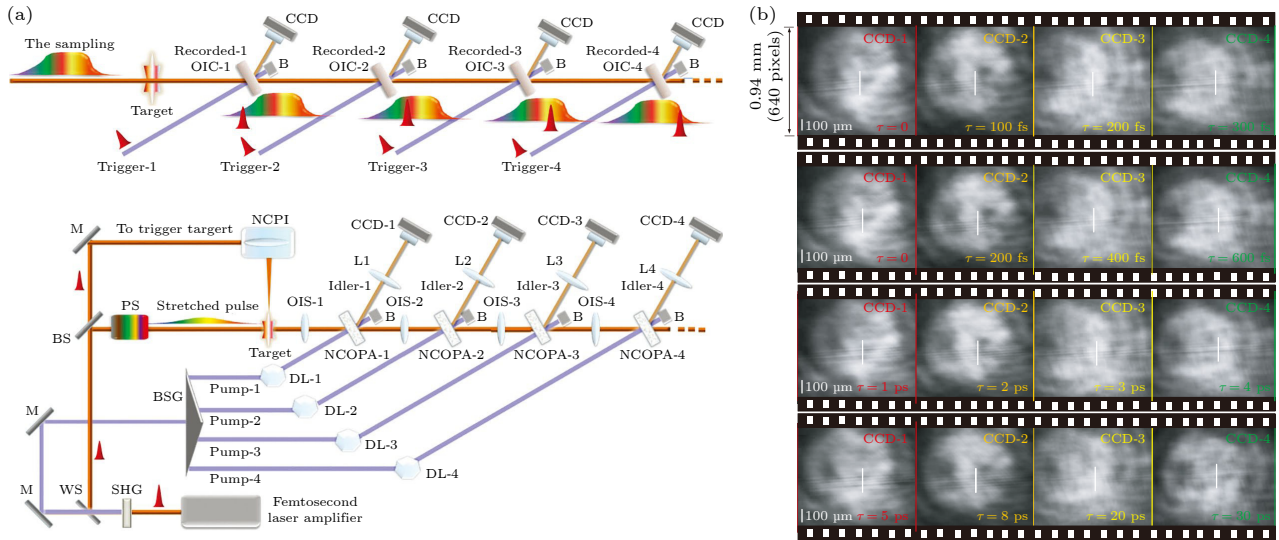 (a)
CCD
CCD
CCD
CCD
The sampling
Recorded-1
OIC-1
Recorded-2
OIC-2
Recorded-3
OIC-3
Recorded-4
OIC-4
B
B
B
B
Target
Trigger-1
Trigger-2
Trigger-3
Trigger-4
M
To trigger targert
NCPI
CCD-1
CCD-2
CCD-3
CCD-4
L1
L2
L3
L4
Idler-1
Idler-2
Idler-3
Idler-4
PS
Stretched pulse
OIS-1
OIS-2
OIS-3
OIS-4
B
B
B
B
BS
Target
NCOPA-1
NCOPA-2
NCOPA-3
NCOPA-4
BSG
Pump-1
DL-1
Pump-2
DL-2
Pump-3
DL-3
Pump-4
DL-4
M
M
WS
SHG
Femtosecond
laser amplifier
(b)
0.94 mm
(640 pixels)
CCD-1
CCD-2
CCD-3
CCD-4
100 µm
τ=0
τ=100 fs
τ=200 fs
CCD-1
CCD-2
CCD-3
CCD-4
100 µm
τ=0
τ=200 fs
τ=400 fs
τ=600 fs
CCD-1
CCD-2
CCD-3
CCD-4
100 µm
τ=1 ps
τ=2 ps
τ=3 ps
τ=4 ps
CCD-1
CCD-2
CCD-3
CCD-4
100 µm
τ=5 ps
τ=8 ps
τ=20 ps